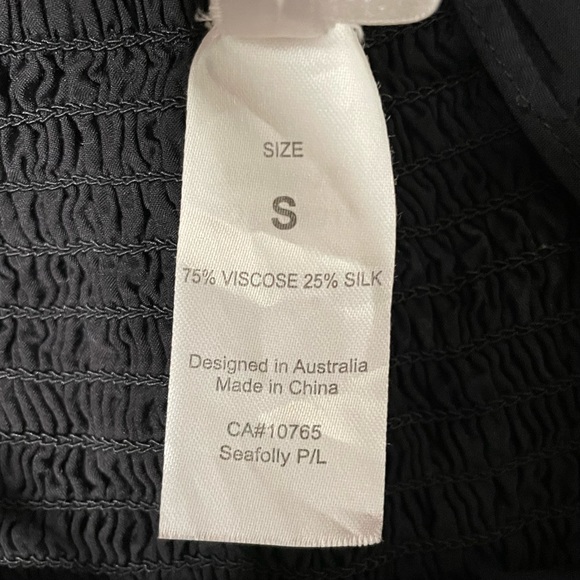 SIZE
S
75% VISCOSE 25% SILK
Designed in Australia
Made in China
CA#10765
Seafolly P/L